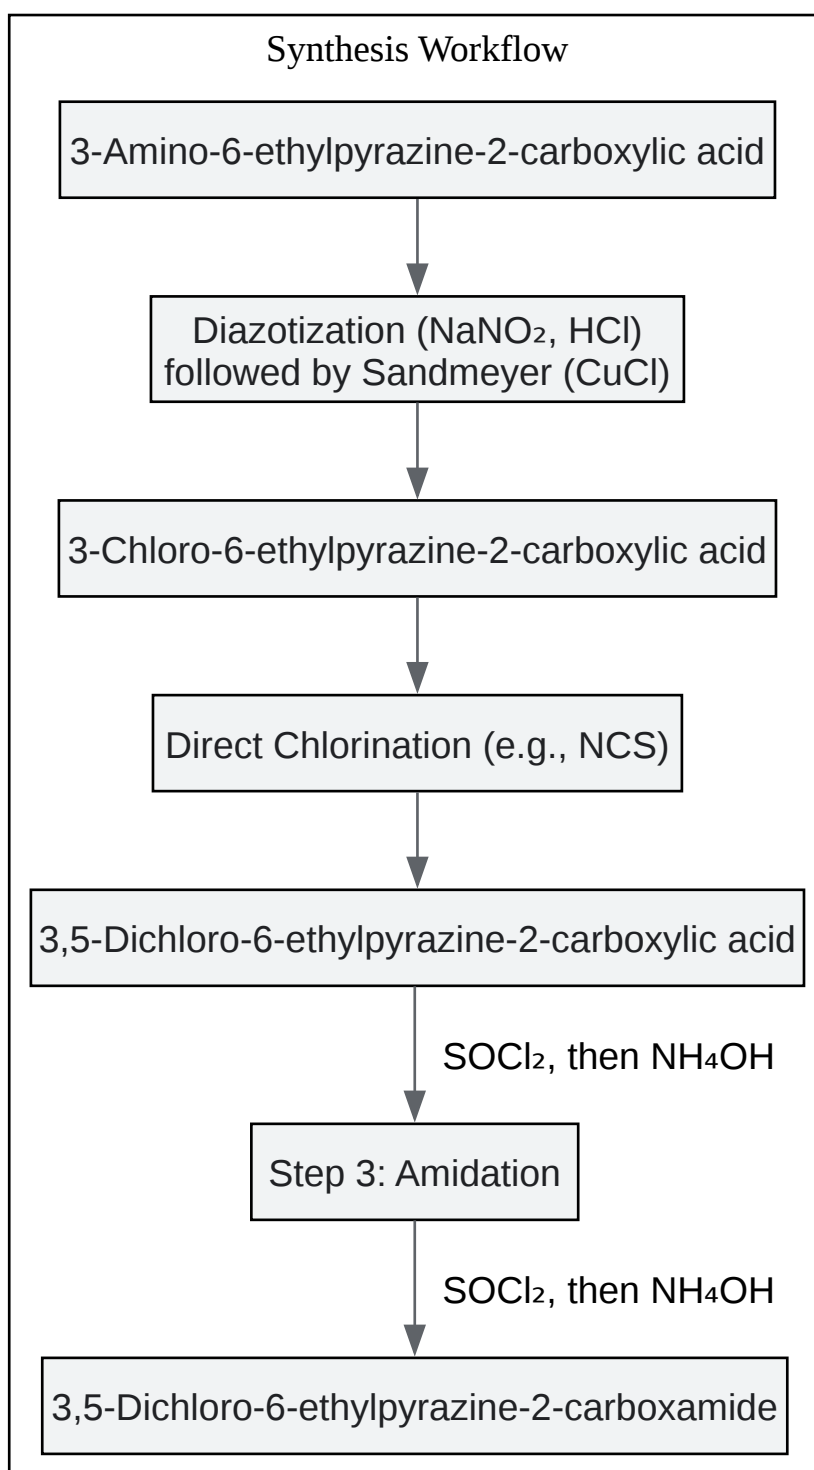 Synthesis Workflow
3-Amino-6-ethylpyrazine-2-carboxylic acid
Diazotization (NaNO₂, HCl)
followed by Sandmeyer (CuCl)
3-Chloro-6-ethylpyrazine-2-carboxylic acid
Direct Chlorination (e.g., NCS)
3,5-Dichloro-6-ethylpyrazine-2-carboxylic acid
SOCl₂, then NH₄OH
Step 3: Amidation
SOCl₂, then NH₄OH
3,5-Dichloro-6-ethylpyrazine-2-carboxamide